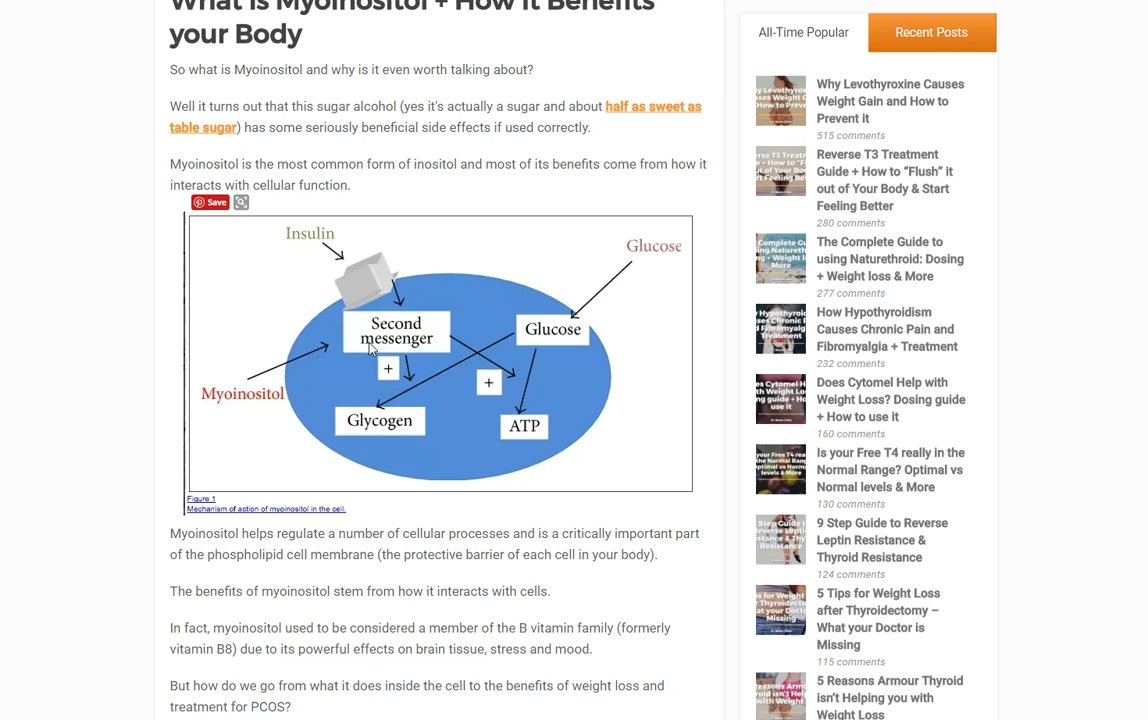 What is Myoinositol + How it Benefits
your Body
So what is Myoinositol and why is it even worth talking about?
Well it turns out that this sugar alcohol (yes it's actually a sugar and about half as sweet as
table sugar) has some seriously beneficial side effects if used correctly.
Myoinositol is the most common form of inositol and most of its benefits come from how it
interacts with cellular function.
Save
Insulin
Glucose
Second
messenger
Glucose
+
+
Myoinositol
Glycogen
ATP
Figure 1
Mechanism of action of myoinositol in the cell.
Myoinositol helps regulate a number of cellular processes and is a critically important part
of the phospholipid cell membrane (the protective barrier of each cell in your body).
The benefits of myoinositol stem from how it interacts with cells.
In fact, myoinositol used to be considered a member of the B vitamin family (formerly
vitamin B8) due to its powerful effects on brain tissue, stress and mood.
But how do we go from what it does inside the cell to the benefits of weight loss and
treatment for PCOS?
All-Time Popular
Recent Posts
Why Levothyroxine Causes
Weight Gain and How to
Prevent it
515 comments
Reverse T3 Treatment
Guide + How to “Flush” it
out of Your Body & Start
Feeling Better
280 comments
The Complete Guide to
using Naturethroid: Dosing
+ Weight loss & More
277 comments
How Hypothyroidism
Causes Chronic Pain and
Fibromyalgia + Treatment
232 comments
Does Cytomel Help with
Weight Loss? Dosing guide
+ How to use it
160 comments
Is your Free T4 really in the
Normal Range? Optimal vs
Normal levels & More
130 comments
9 Step Guide to Reverse
Leptin Resistance &
Thyroid Resistance
124 comments
5 Tips for Weight Loss
after Thyroidectomy –
What your Doctor is
Missing
115 comments
5 Reasons Armour Thyroid
isn’t Helping you with
Weight Loss